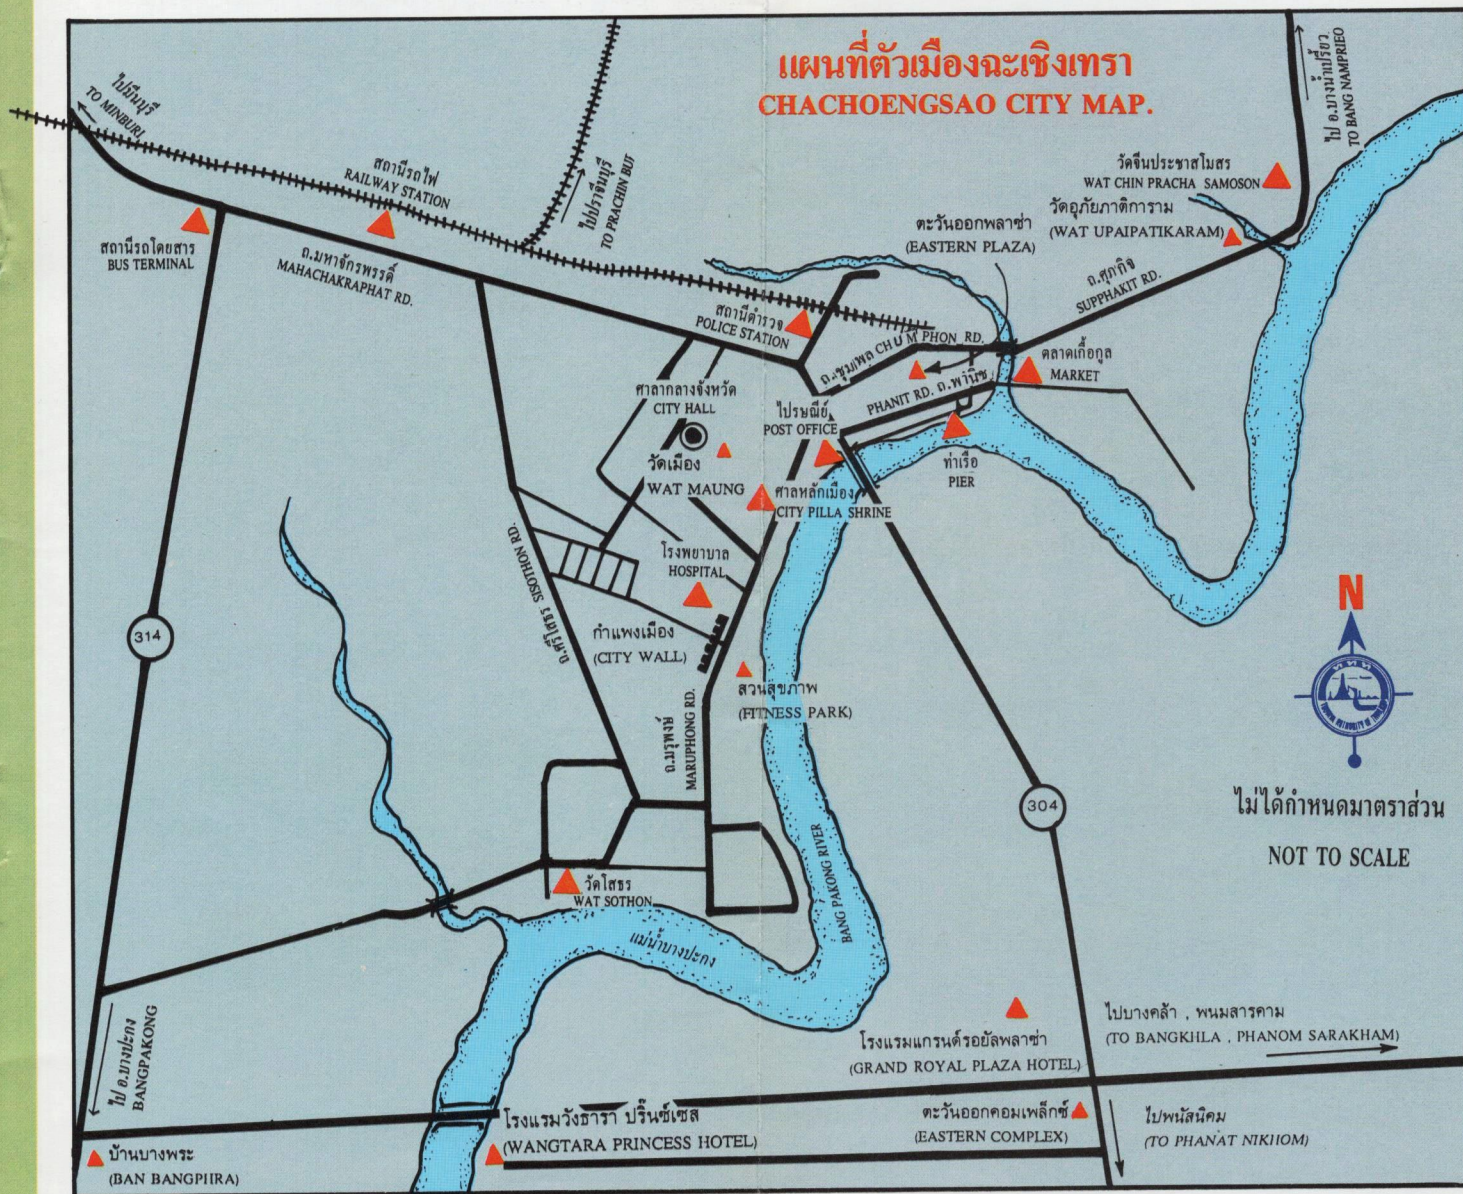 แผนที่ตัวเมืองฉะเชิงเทรา
CHACHOENGSAO CITY MAP.
ไปมีนบุรี
TO MINBURI
สถานีรถไฟ
RAILWAY STATION
ไปปราจีนบุรี
TO PRACHIN BUT
ไป อ.บางน้ำเปรี้ยว
TO BANG NAMPRIEO
วัดจีนประชาสโมสร
WAT CHIN PRACHA SAMOSON
วัดอุภัยภาติการาม
(WAT UPAIPATIKARAM)
ตะวันออกพลาซ่า
(EASTERN PLAZA)
สถานีรถโดยสาร
BUS TERMINAL
ถ.มหาจักรพรรดิ์
MAHACHAKRAPHAT RD.
ถ.ศุภกิจ
SUPPHAKIT RD.
สถานีตำรวจ
POLICE STATION
ถ.ชุมพล CHUMPHON RD.
ตลาดเกื้อกูล
MARKET
PHANIT RD. ถ.พานิช
ศาลากลางจังหวัด
CITY HALL
ไปรษณีย์
POST OFFICE
วัดเมือง
WAT MAUNG
ท่าเรือ
PIER
ศาลหลักเมือง
CITY PILLA SHRINE
โรงพยาบาล
HOSPITAL
ถ.ศรีโสธร SISOTHON RD.
กำแพงเมือง
(CITY WALL)
314
N
ท ท ท
สวนสุขภาพ
(FITNESS PARK)
ถ.มรุพงษ์
MARUPHONG RD.
304
ไม่ได้กำหนดมาตราส่วน
NOT TO SCALE
BANG PAKONG RIVER
วัดโสธร
WAT SOTHON
แม่น้ำบางปะกง
ไป อ.บางปะกง
BANGPAKONG
ไปบางคล้า , พนมสารคาม
(TO BANGKHLA , PHANOM SARAKHAM)
โรงแรมแกรนด์รอยัลพลาซ่า
(GRAND ROYAL PLAZA HOTEL)
โรงแรมวังธารา ปริ๊นซ์เซส
(WANGTARA PRINCESS HOTEL)
ตะวันออกคอมเพล็กซ์
(EASTERN COMPLEX)
ไปพนัสนิคม
(TO PHANAT NIKHOM)
บ้านบางพระ
(BAN BANGPHRA)